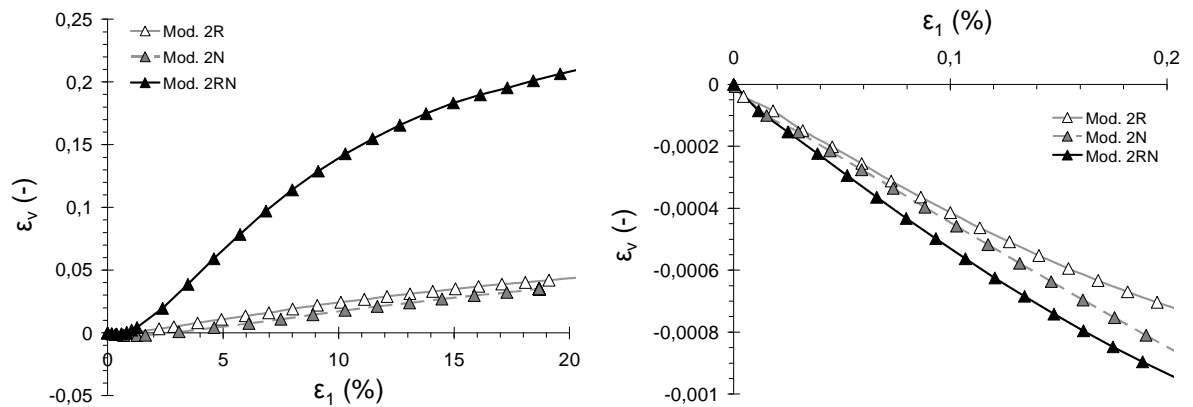 0,25
0,2
0,15
0,1
0,05
0
-0,05
εv (-)
Mod. 2R
Mod. 2N
Mod. 2RN
0 5 10 15 20
ε1 (%)
ε1 (%)
0 0,1 0,2
0
-0,0002
-0,0004
-0,0006
-0,0008
-0,001
εv (-)
Mod. 2R
Mod. 2N
Mod. 2RN